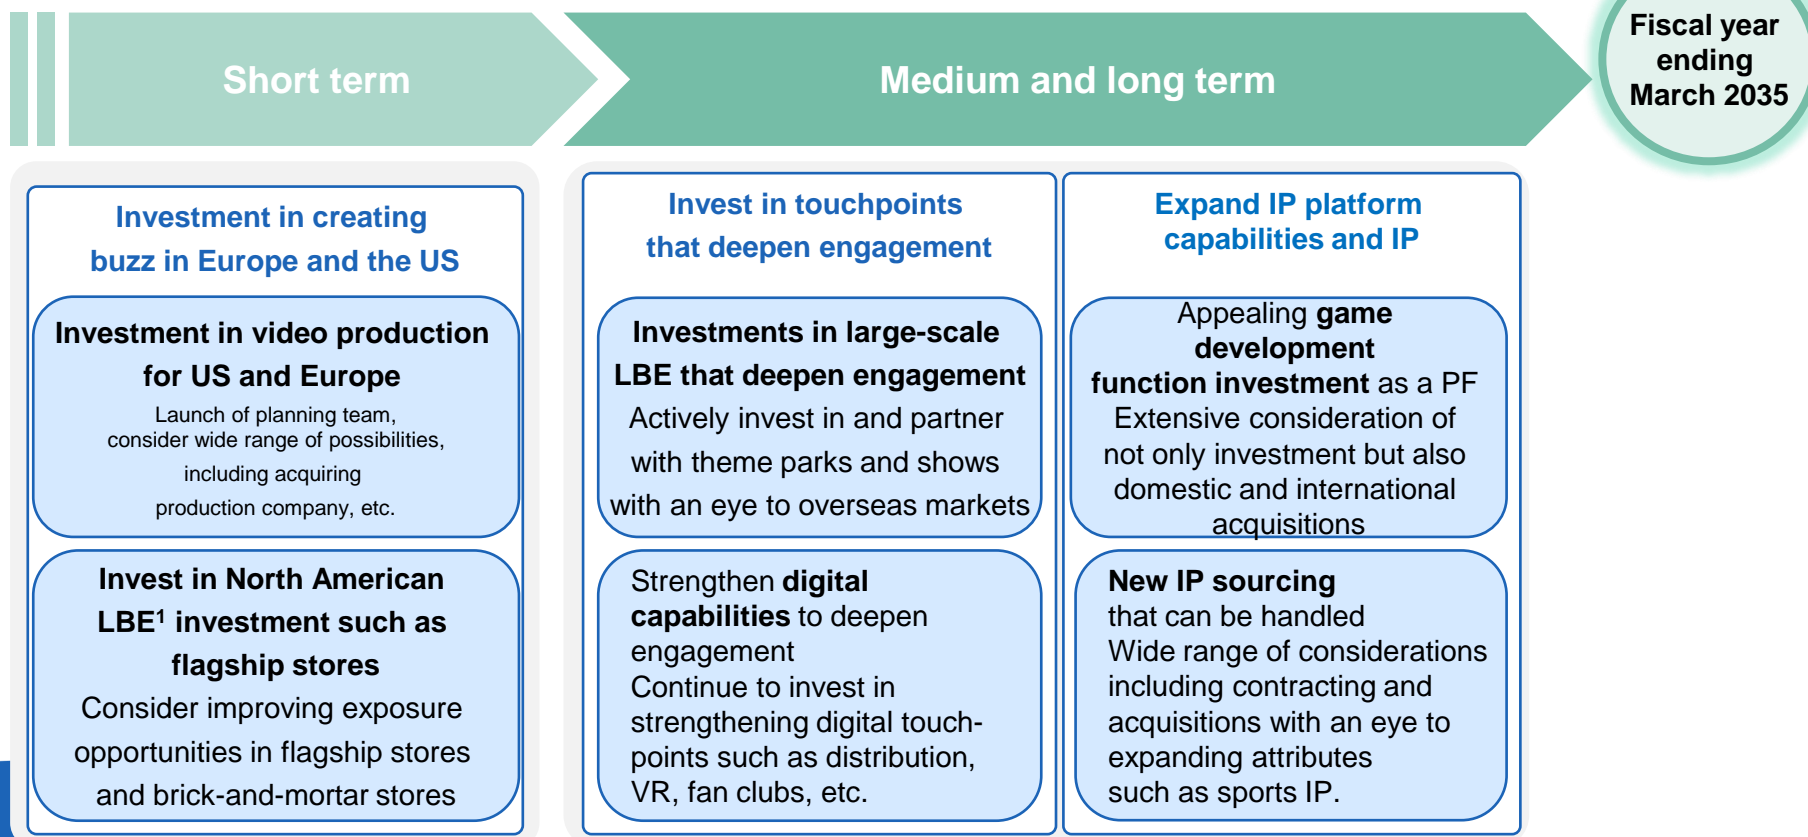 Short term
Medium and long term
Fiscal year
ending
March 2035
Investment in creating
buzz in Europe and the US
Investment in video production
for US and Europe
Launch of planning team,
consider wide range of possibilities,
including acquiring
production company, etc.
Invest in North American
LBE¹ investment such as
flagship stores
Consider improving exposure
opportunities in flagship stores
and brick-and-mortar stores
Invest in touchpoints
that deepen engagement
Investments in large-scale
LBE that deepen engagement
Actively invest in and partner
with theme parks and shows
with an eye to overseas markets
Strengthen digital
capabilities to deepen
engagement
Continue to invest in
strengthening digital touch-
points such as distribution,
VR, fan clubs, etc.
Expand IP platform
capabilities and IP
Appealing game
development
function investment as a PF
Extensive consideration of
not only investment but also
domestic and international
acquisitions
New IP sourcing
that can be handled
Wide range of considerations
including contracting and
acquisitions with an eye to
expanding attributes
such as sports IP.